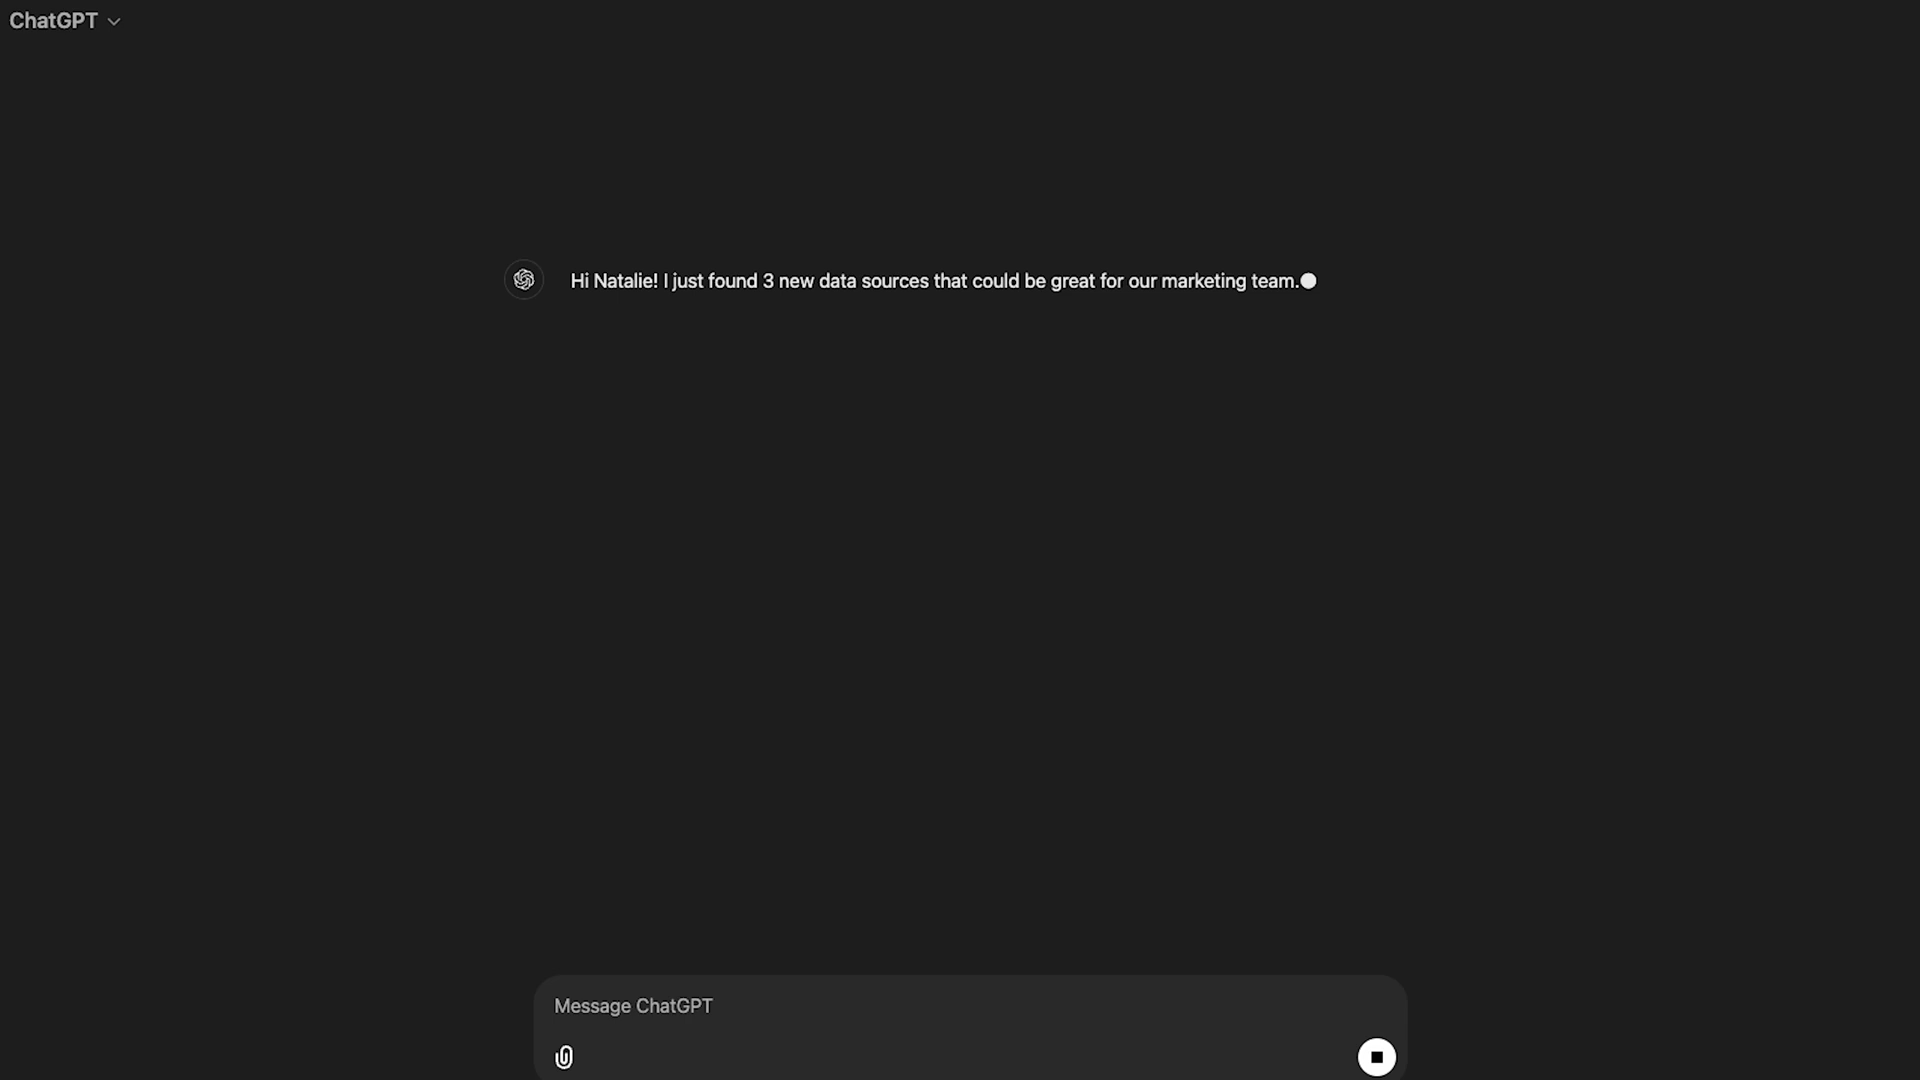 ChatGPT
Hi Natalie! I just found 3 new data sources that could be great for our marketing team.
Message ChatGPT